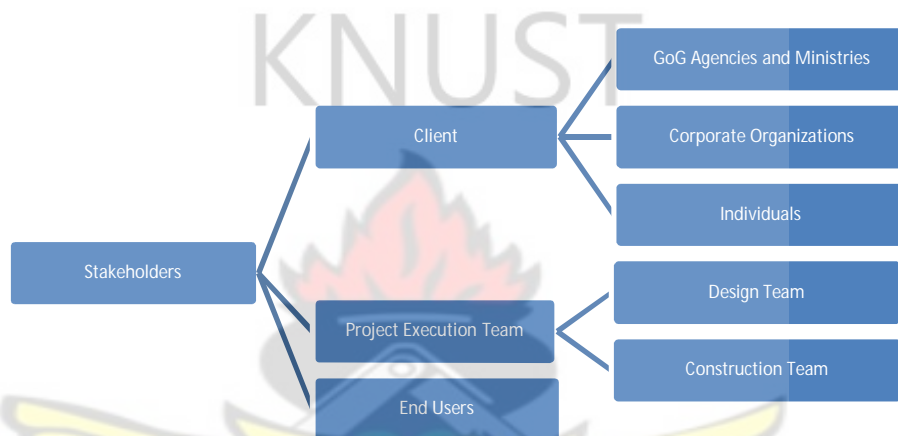 KNUST
GoG Agencies and Ministries
Client
Corporate Organizations
Individuals
Stakeholders
Design Team
Project Execution Team
Construction Team
End Users